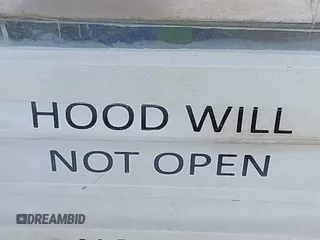 HOOD WILL
NOT OPEN
DREAMBID